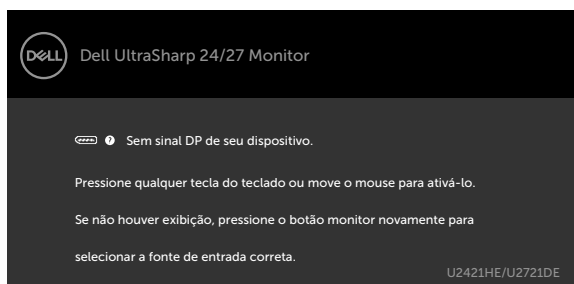 DELL Dell UltraSharp 24/27 Monitor
? Sem sinal DP de seu dispositivo.
Pressione qualquer tecla do teclado ou move o mouse para ativá-lo.
Se não houver exibição, pressione o botão monitor novamente para
selecionar a fonte de entrada correta.
U2421HE/U2721DE